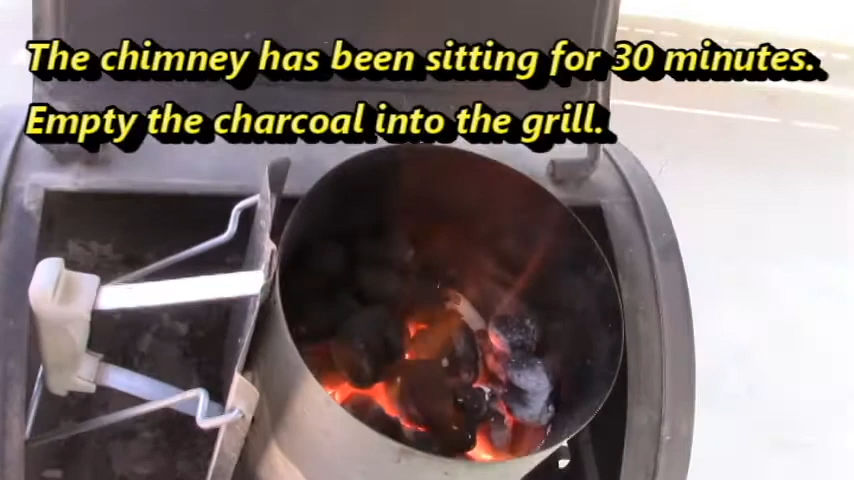 The chimney has been sitting for 30 minutes.
Empty the charcoal into the grill.